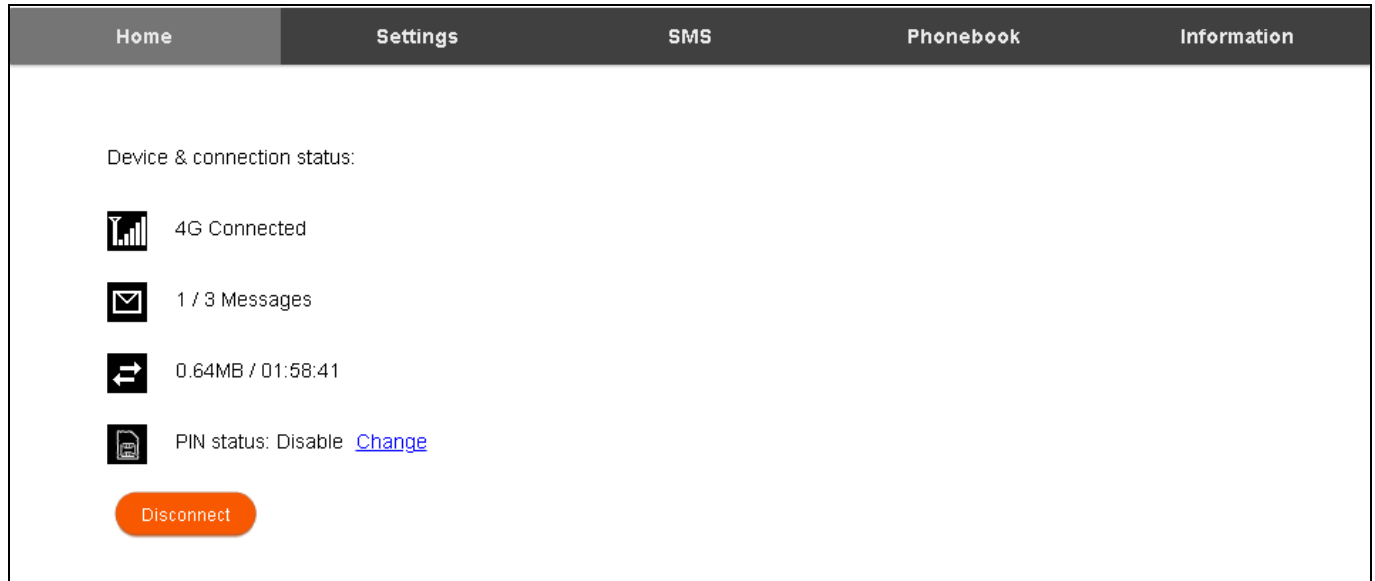 Home Settings SMS Phonebook Information
Device & connection status:
4G Connected
1 / 3 Messages
0.64MB / 01:58:41
PIN status: Disable Change
Disconnect